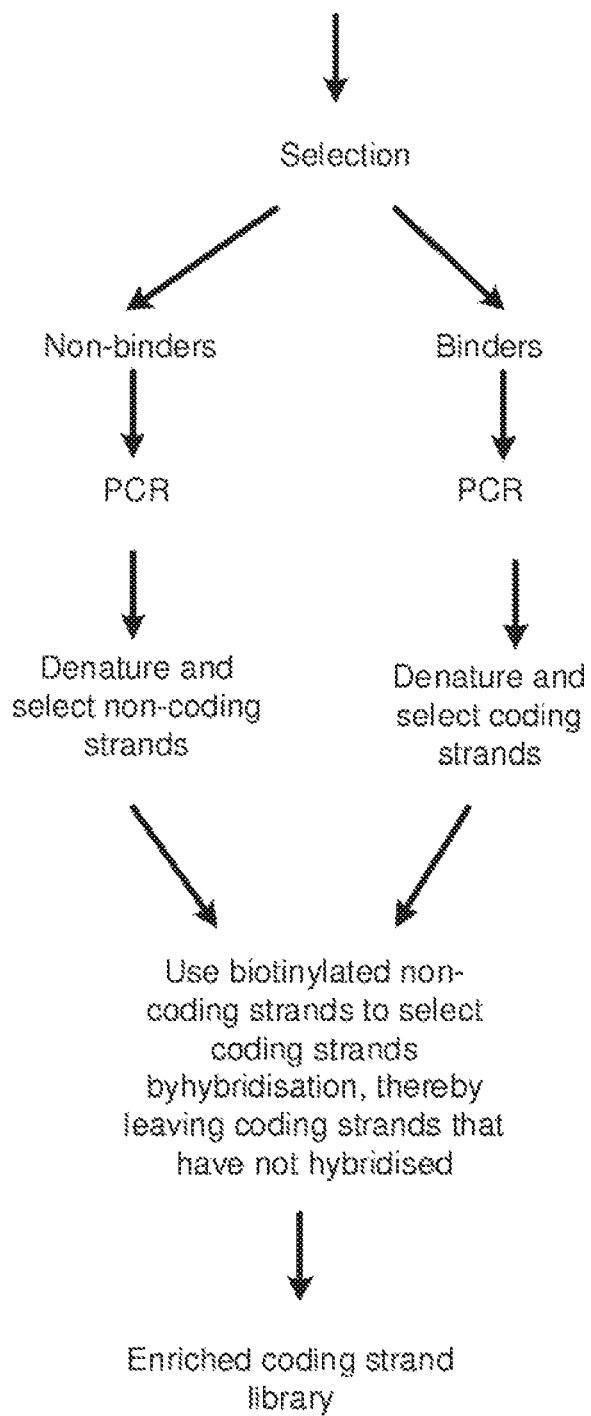 Selection
Non-binders
Binders
PCR
PCR
Denature and
select non-coding
strands
Denature and
select coding
strands
Use biotinylated non-
coding strands to select
coding strands
byhybridisation, thereby
leaving coding strands that
have not hybridised
Enriched coding strand
library